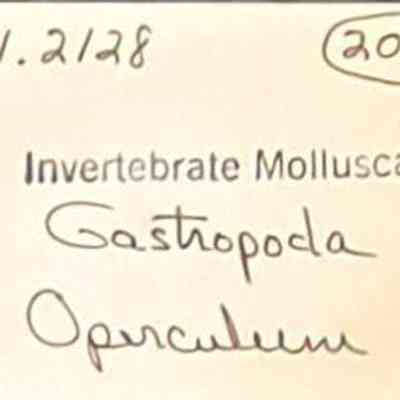 1.2128 20
Invertebrate Mollusca
Gastropoda
Operculum